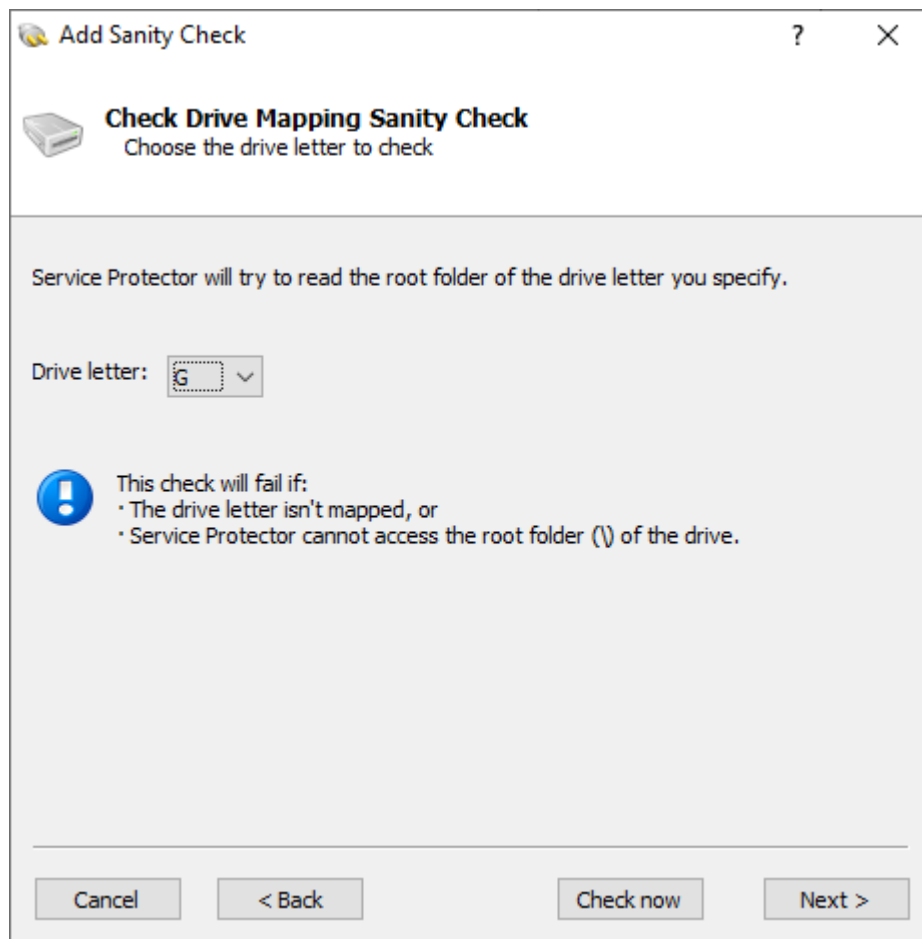 Add Sanity Check
?
Check Drive Mapping Sanity Check
Choose the drive letter to check
Service Protector will try to read the root folder of the drive letter you specify.
Drive letter: G
This check will fail if:
· The drive letter isn't mapped, or
· Service Protector cannot access the root folder (\) of the drive.
Cancel < Back Check now Next >